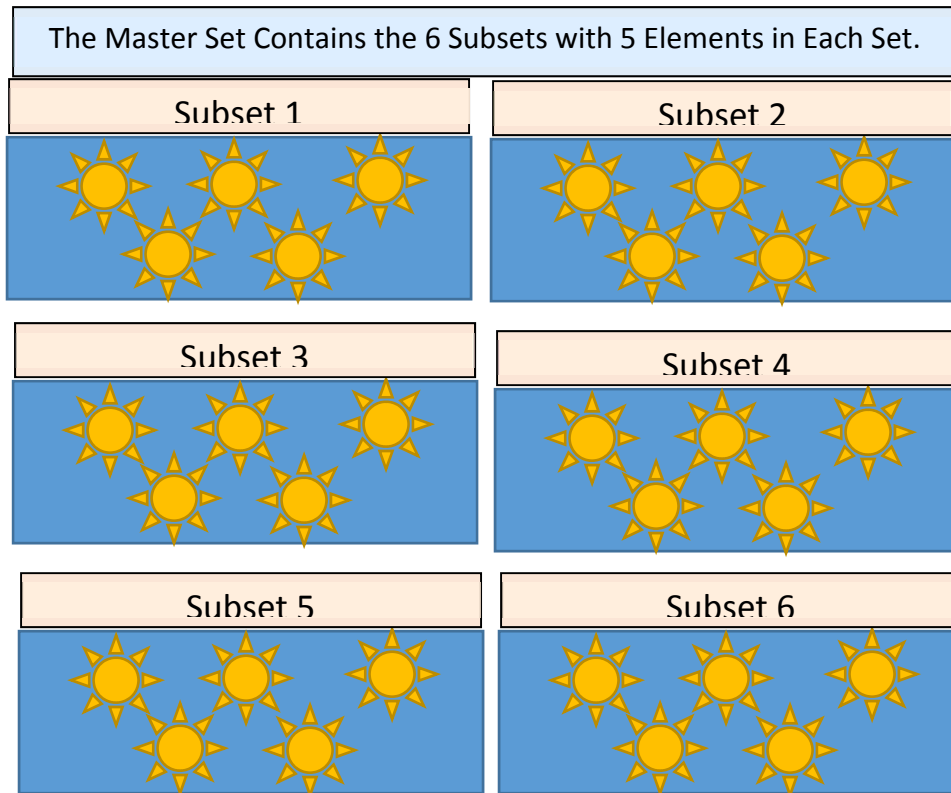 The Master Set Contains the 6 Subsets with 5 Elements in Each Set.
Subset 1
Subset 2
Subset 3
Subset 4
Subset 5
Subset 6